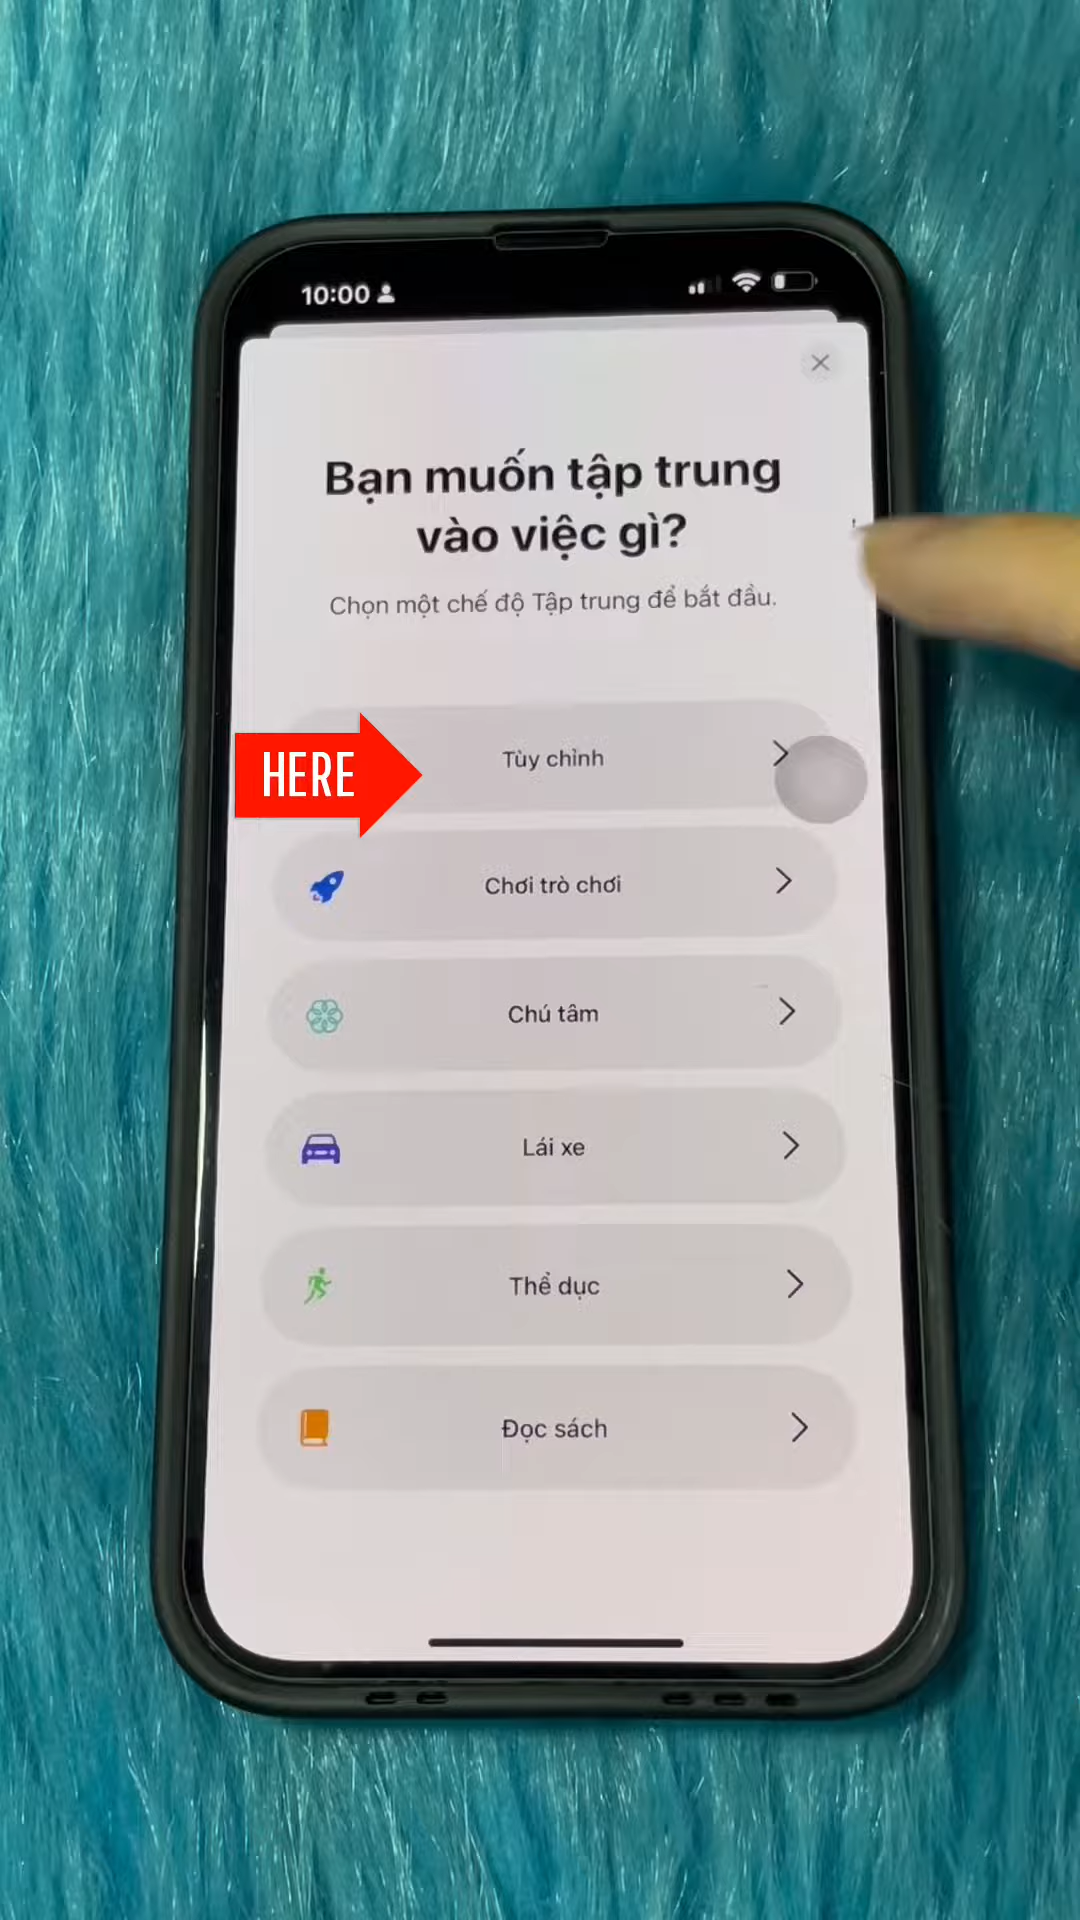 10:00
Bạn muốn tập trung
vào việc gì?
Chọn một chế độ Tập trung để bắt đầu.
HERE
Tùy chỉnh
Chơi trò chơi
Chú tâm
Lái xe
Thể dục
Đọc sách